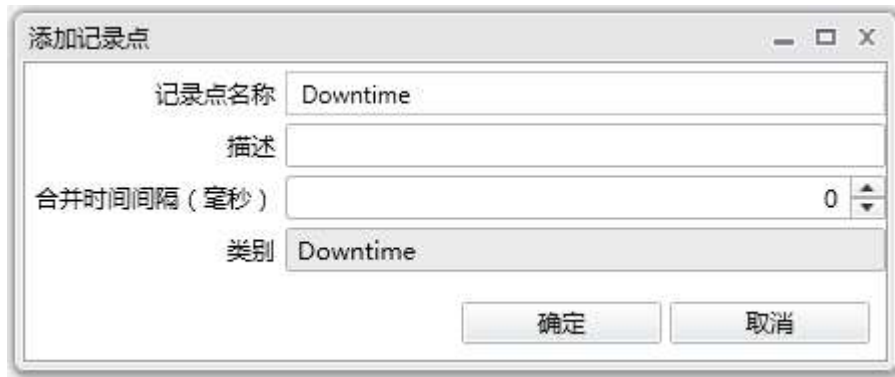 添加记录点
记录点名称 Downtime
描述
合并时间间隔（毫秒） 0
类别 Downtime
确定 取消